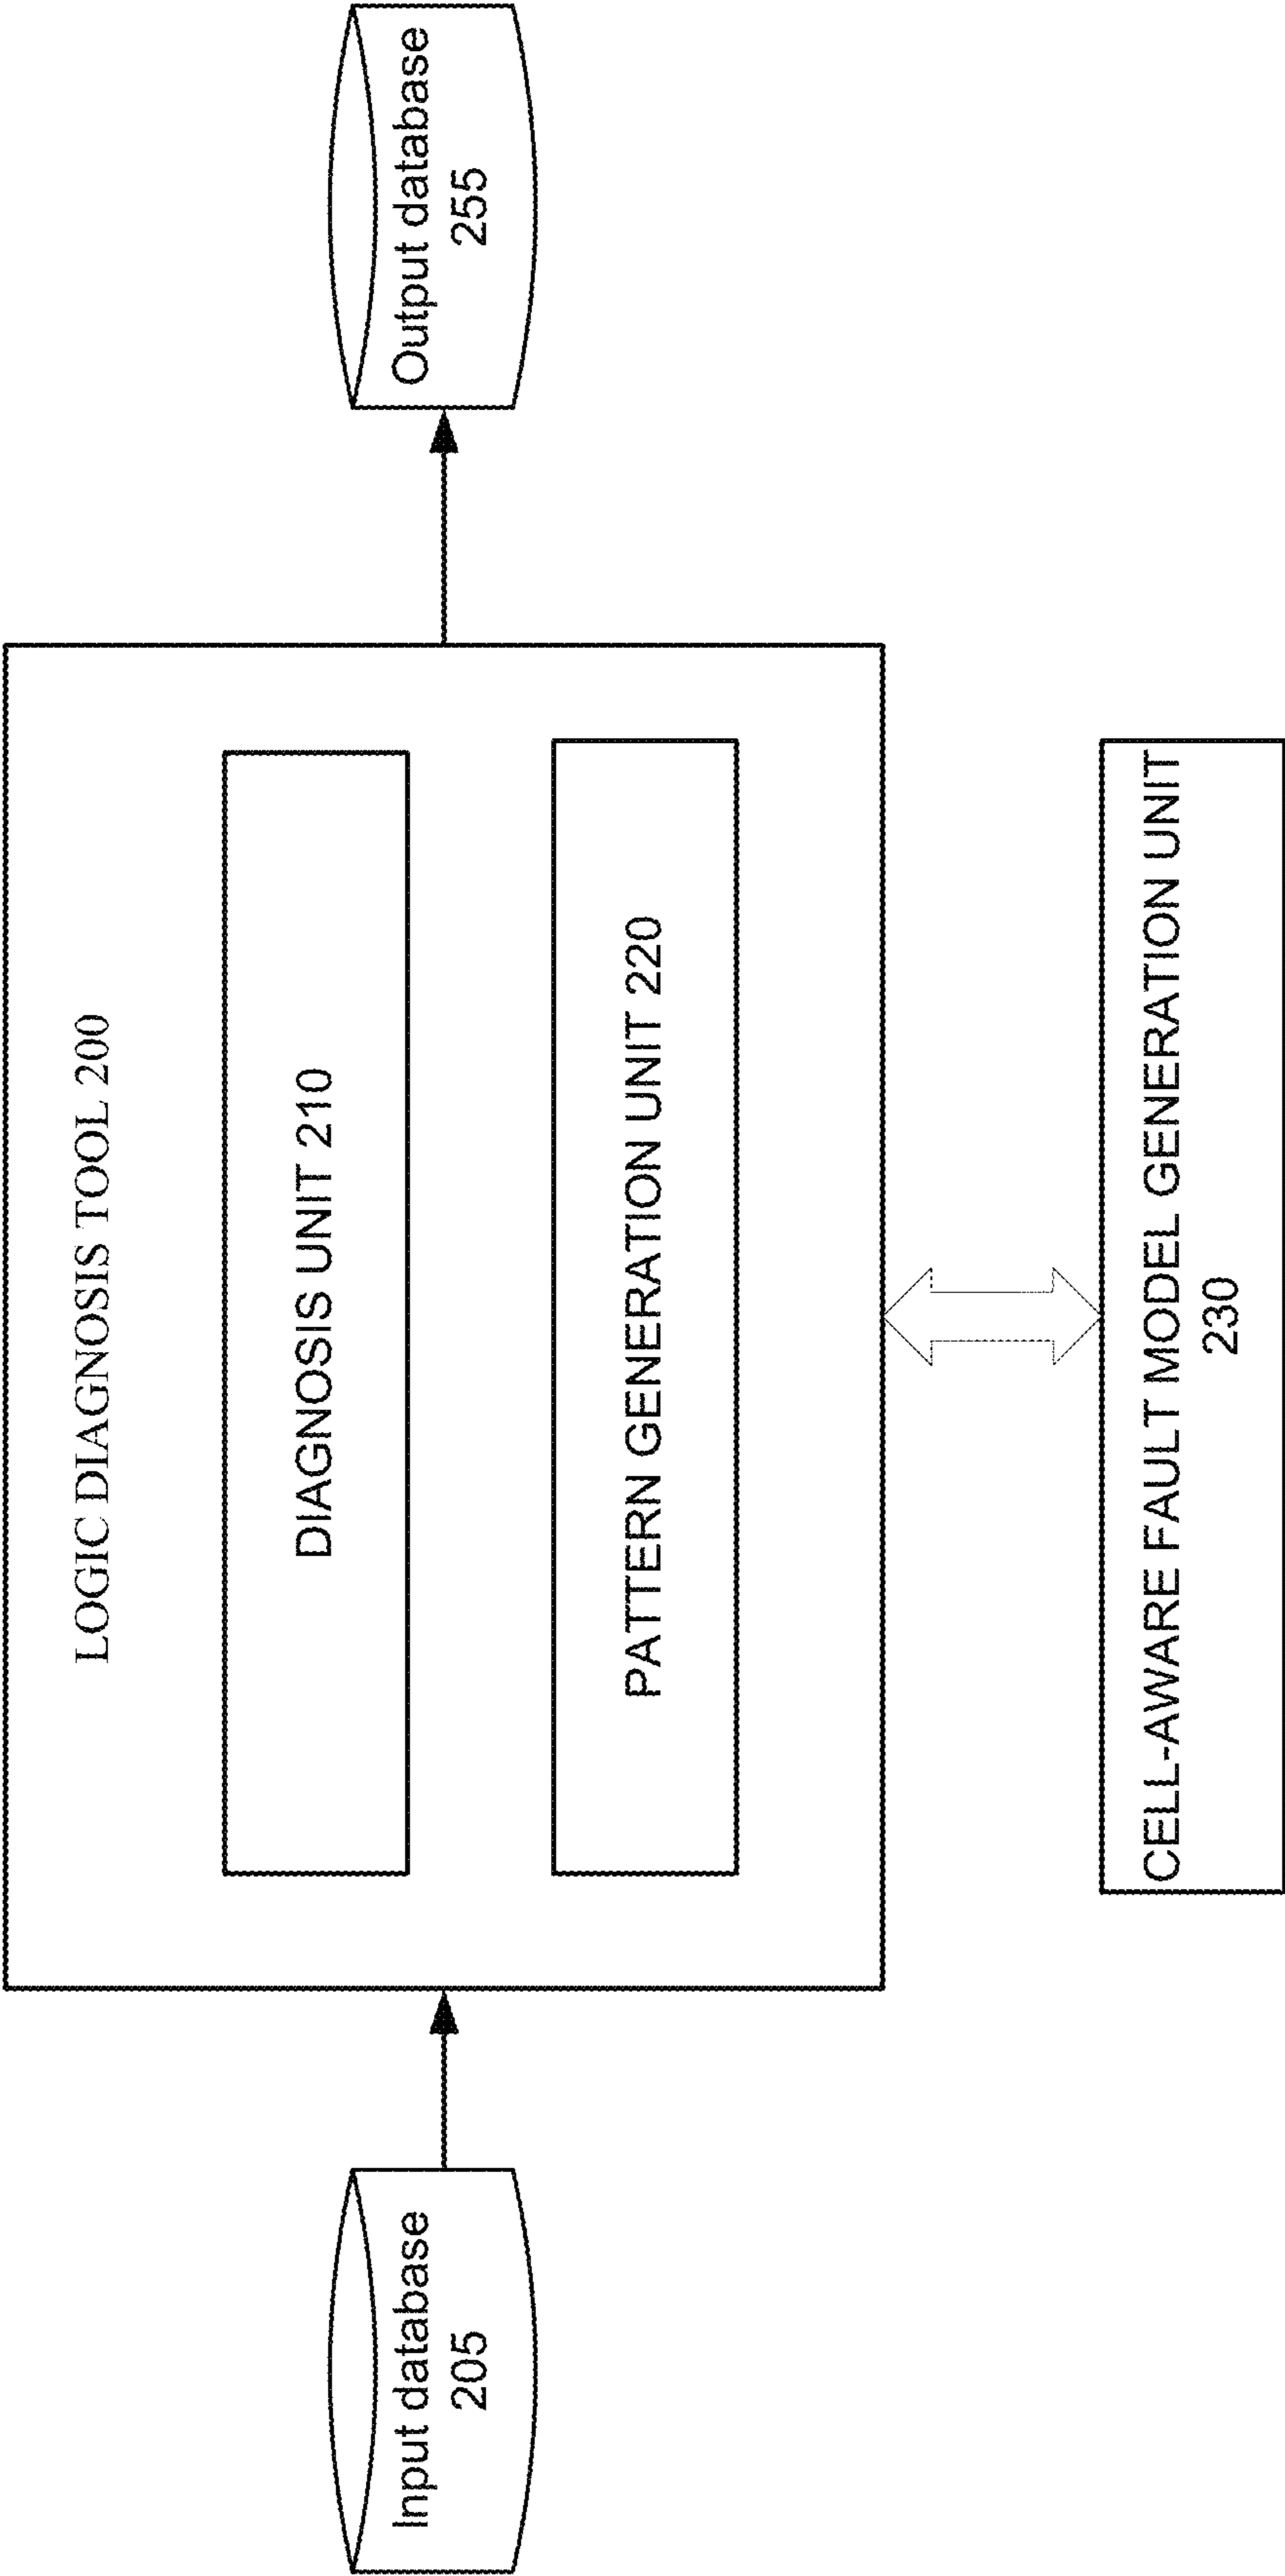 LOGIC DIAGNOSIS TOOL 200
Input database
205
DIAGNOSIS UNIT 210
PATTERN GENERATION UNIT 220
Output database
255
CELL-AWARE FAULT MODEL GENERATION UNIT
230